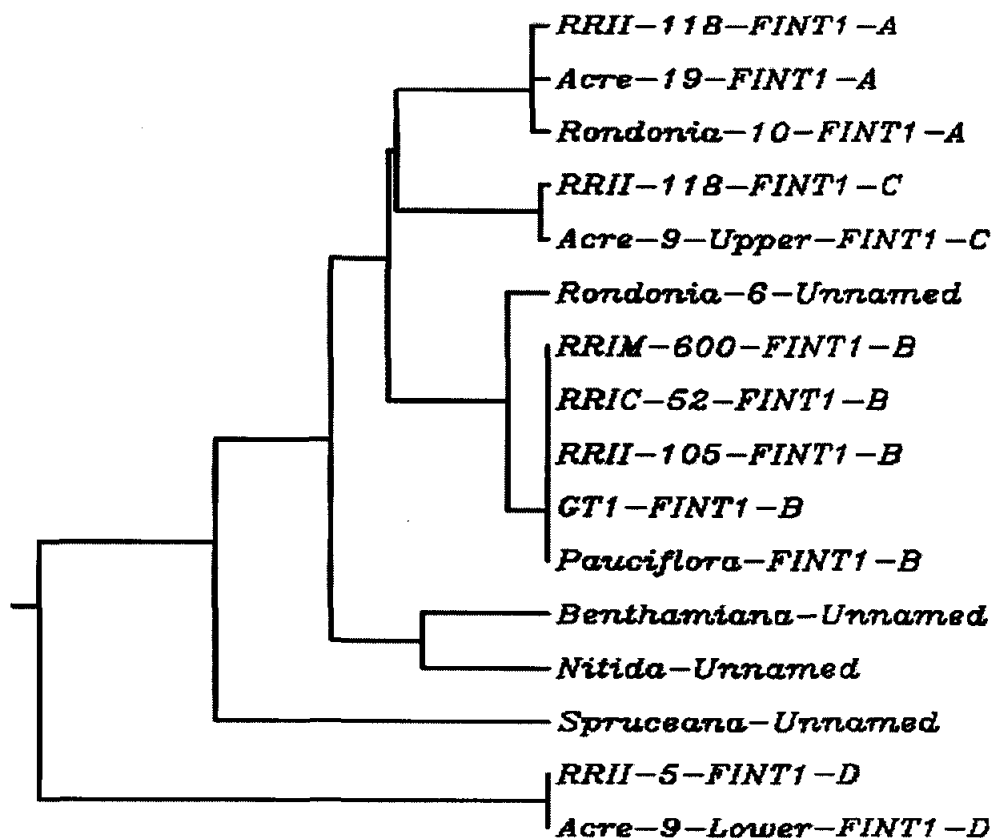 RRII-118-FINT1-A
Acre-19-FINT1-A
Rondonia-10-FINT1-A
RRII-118-FINT1-C
Acre-9-Upper-FINT1-C
Rondonia-6-Unnamed
RRIM-600-FINT1-B
RRIC-52-FINT1-B
RRII-105-FINT1-B
GT1-FINT1-B
Pauciflora-FINT1-B
Benthamiana-Unnamed
Nitida-Unnamed
Spruceana-Unnamed
RRII-5-FINT1-D
Acre-9-Lower-FINT1-D